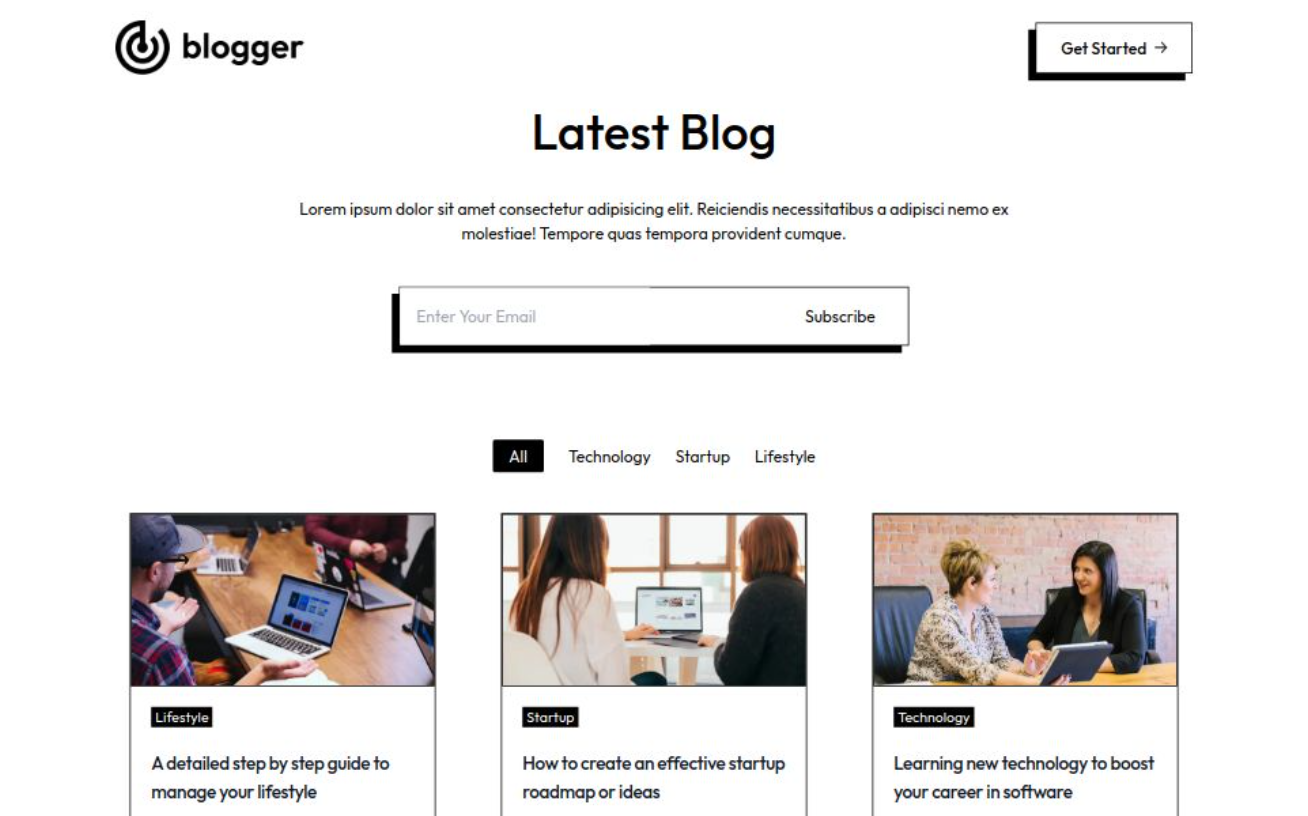 blogger
Get Started →
Latest Blog
Lorem ipsum dolor sit amet consectetur adipisicing elit. Reiciendis necessitatibus a adipisci nemo ex
molestiae! Tempore quas tempora provident cumque.
Enter Your Email
Subscribe
All
Technology
Startup
Lifestyle
Lifestyle
A detailed step by step guide to
manage your lifestyle
Startup
How to create an effective startup
roadmap or ideas
Technology
Learning new technology to boost
your career in software